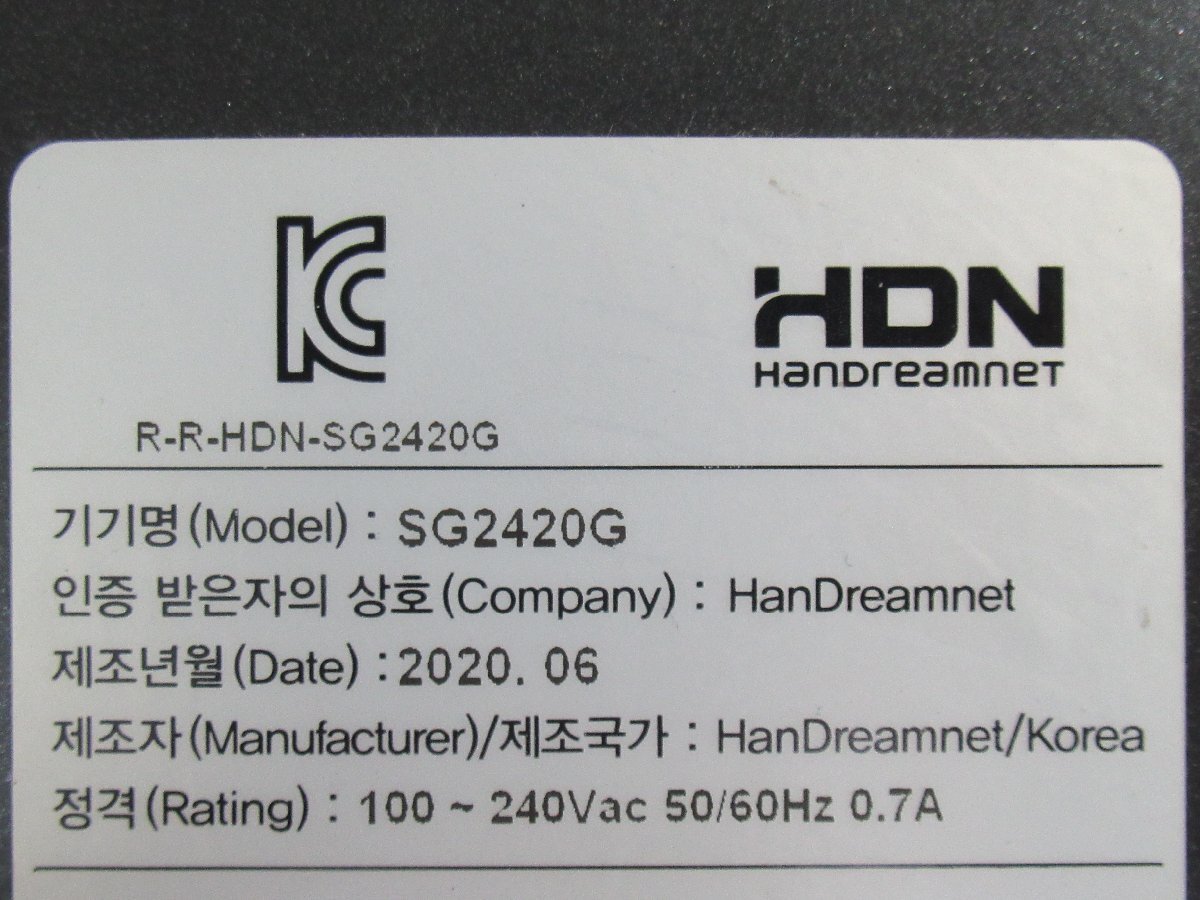 KC
HDN
HanDreamnet
R-R-HDN-SG2420G
기기명(Model) : SG2420G
인증 받은자의 상호(Company) : HanDreamnet
제조년월(Date) : 2020. 06
제조자(Manufacturer)/제조국가 : HanDreamnet/Korea
정격(Rating) : 100 ~ 240Vac 50/60Hz 0.7A